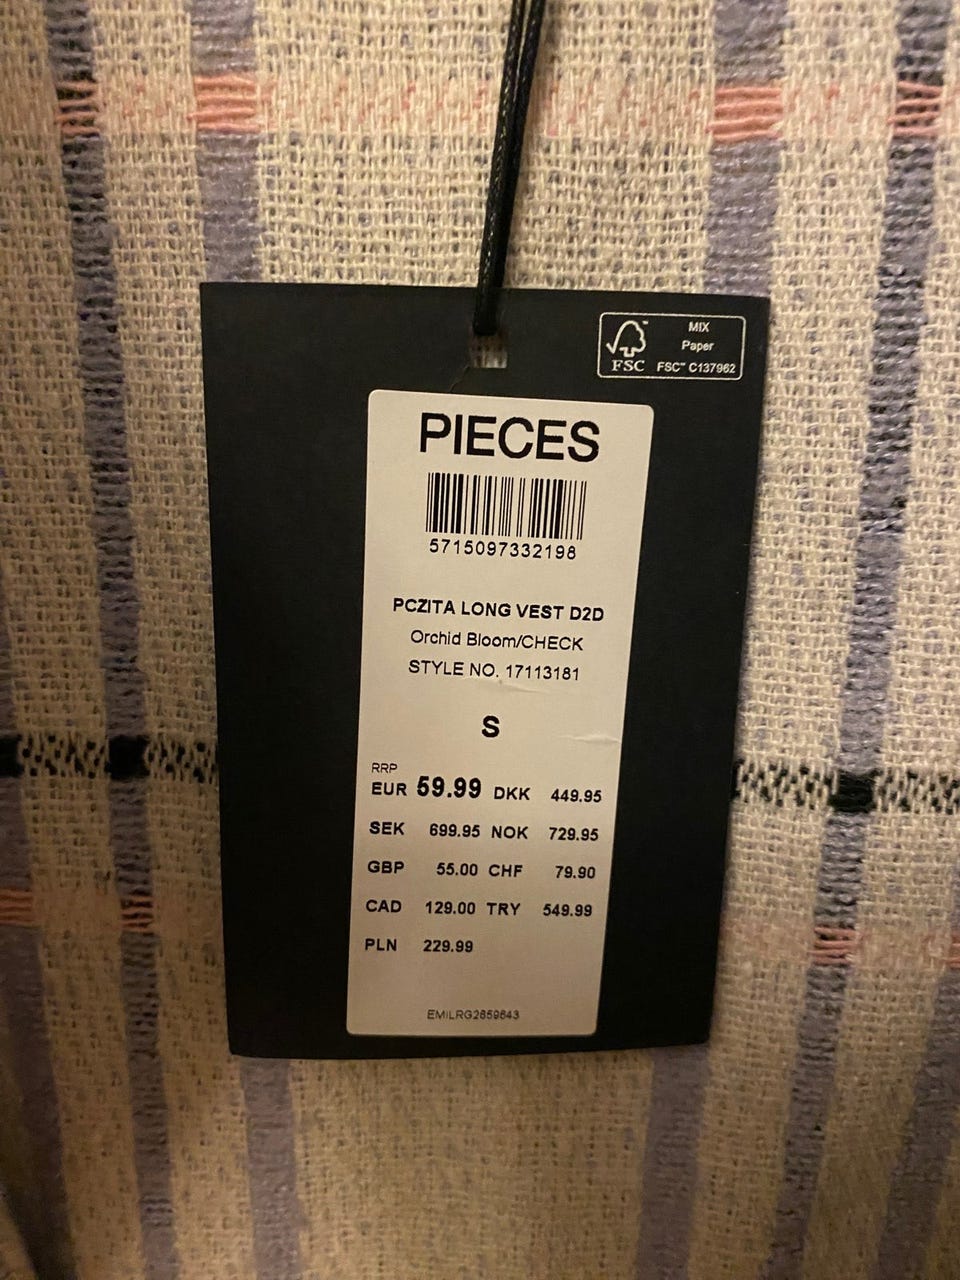 MIX
Paper
FSC™ C137962
FSC
PIECES
5715097332198
PCZITA LONG VEST D2D
Orchid Bloom/CHECK
STYLE NO. 17113181
S
RRP
EUR 59.99 DKK 449.95
SEK 699.95 NOK 729.95
GBP 55.00 CHF 79.90
CAD 129.00 TRY 549.99
PLN 229.99
EMILRG2659643